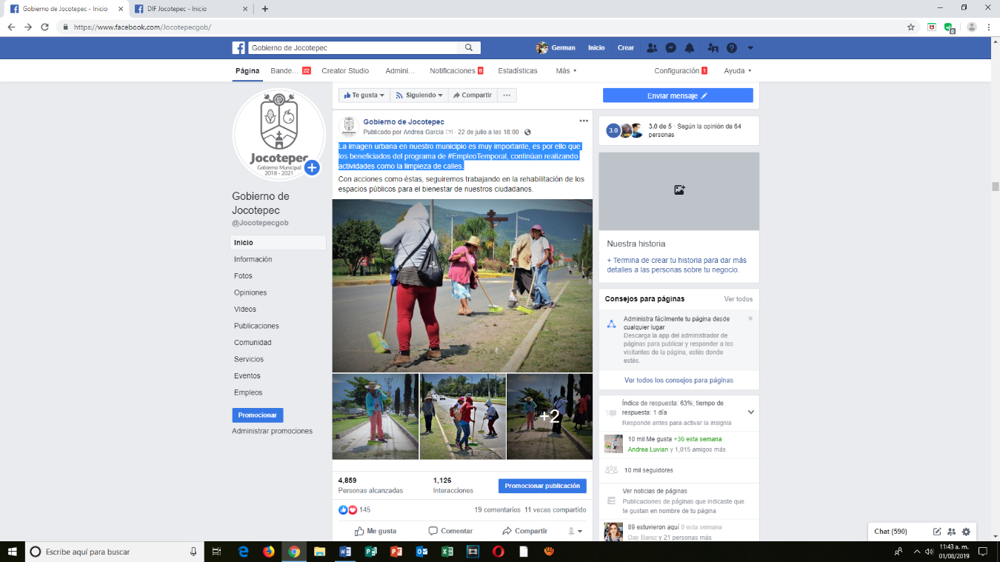 Gobierno de Jocotepec - Inicio
DIF Jocotepec - Inicio
https://www.facebook.com/Jocotepecgob/
Gobierno de Jocotepec
German
Inicio
Crear
Página
Bande... 22
Creator Studio
Admini...
Notificaciones 6
Estadísticas
Más
Configuración 1
Ayuda
Te gusta
Siguiendo
Compartir
Enviar mensaje
Jocotepec
Gobierno Municipal
2018 - 2021
Gobierno de
Jocotepec
@Jocotepecgob
Inicio
Información
Fotos
Opiniones
Videos
Publicaciones
Comunidad
Servicios
Eventos
Empleos
Promocionar
Administrar promociones
Gobierno de Jocotepec
Publicado por Andrea Garcia [?] · 22 de julio a las 18:00 ·
La imagen urbana en nuestro municipio es muy importante, es por ello que
los beneficiados del programa de #EmpleoTemporal, continúan realizando
actividades como la limpieza de calles.
Con acciones como éstas, seguiremos trabajando en la rehabilitación de los
espacios públicos para el bienestar de nuestros ciudadanos.
+2
4,859
Personas alcanzadas
1,126
Interacciones
Promocionar publicación
145
19 comentarios 11 veces compartido
Me gusta
Comentar
Compartir
3.0
3.0 de 5 · Según la opinión de 64
personas
Nuestra historia
+ Termina de crear tu historia para dar más
detalles a las personas sobre tu negocio.
Consejos para páginas
Ver todos
Administra fácilmente tu página desde
cualquier lugar
Descarga la app del administrador de
páginas para publicar y responder a los
visitantes de la página, estés donde
estés.
Ver todos los consejos para páginas
Índice de respuesta: 63%; tiempo de
respuesta: 1 día
Responde antes para activar la insignia
10 mil Me gusta +36 esta semana
Andrea Luvian y 1,015 amigos más
10 mil seguidores
Ver noticias de páginas
Publicaciones de páginas que indicaste que
te gustan en nombre de tu página
89 estuvieron aquí 0 esta semana
Day Barez y 21 personas más
Chat (590)
Escribe aquí para buscar
11:43 a. m.
01/08/2019